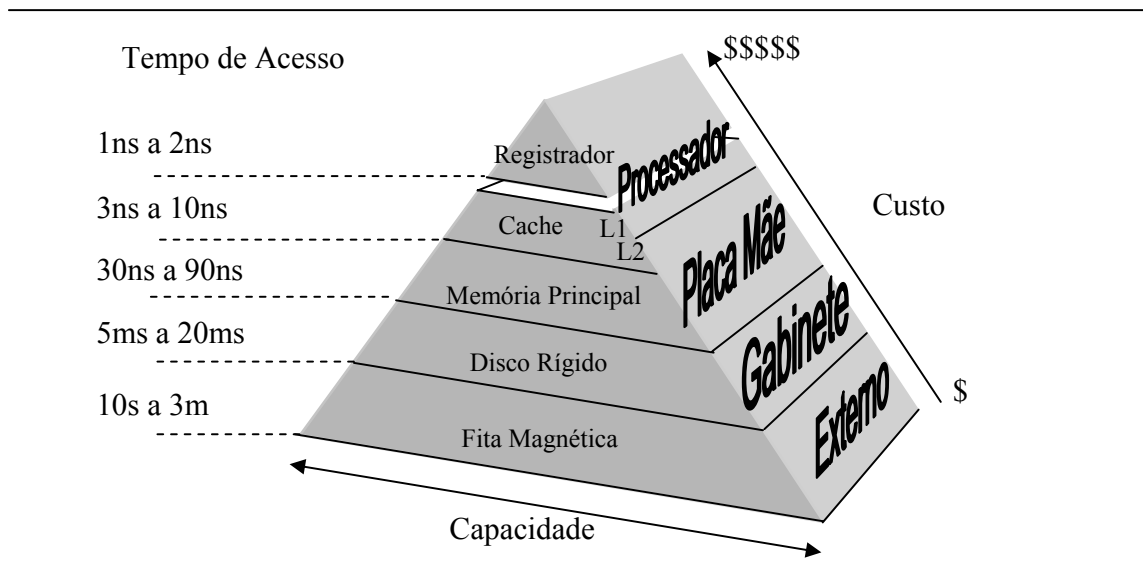 $$$$$
Tempo de Acesso
1ns a 2ns
Registrador
Processador
3ns a 10ns
Cache
L1
L2
Custo
Placa Mãe
30ns a 90ns
Memória Principal
5ms a 20ms
Disco Rígido
Gabinete
10s a 3m
Fita Magnética
Externo
$
Capacidade